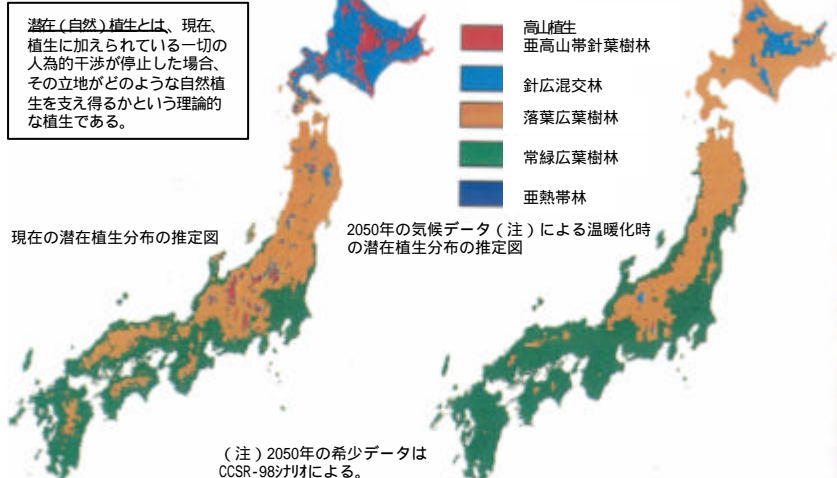 潜在(自然)植生とは、現在、
植生に加えられている一切の
人為的干渉が停止した場合、
その立地がどのような自然植
生を支え得るかという理論的
な植生である。
高山植生
亜高山帯針葉樹林
針広混交林
落葉広葉樹林
常緑広葉樹林
亜熱帯林
現在の潜在植生分布の推定図
2050年の気候データ(注)による温暖化時
の潜在植生分布の推定図
(注)2050年の希少データは
CCSR-98シナリオによる。